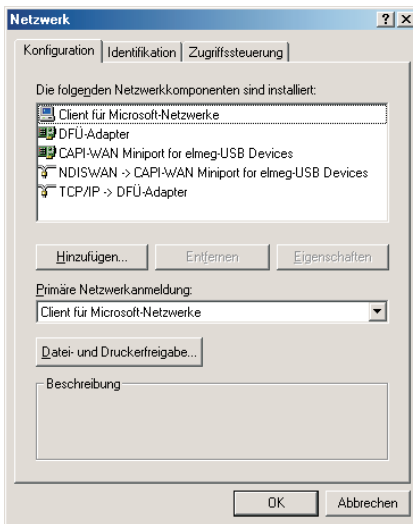 Netzwerk
Konfiguration Identifikation Zugriffssteuerung
Die folgenden Netzwerkkomponenten sind installiert:
Client für Microsoft-Netzwerke
DFÜ-Adapter
CAPI-WAN Miniport for elmeg-USB Devices
NDISWAN -> CAPI-WAN Miniport for elmeg-USB Devices
TCP/IP -> DFÜ-Adapter
Hinzufügen... Entfernen Eigenschaften
Primäre Netzwerkanmeldung:
Client für Microsoft-Netzwerke
Datei- und Druckerfreigabe...
Beschreibung
OK Abbrechen